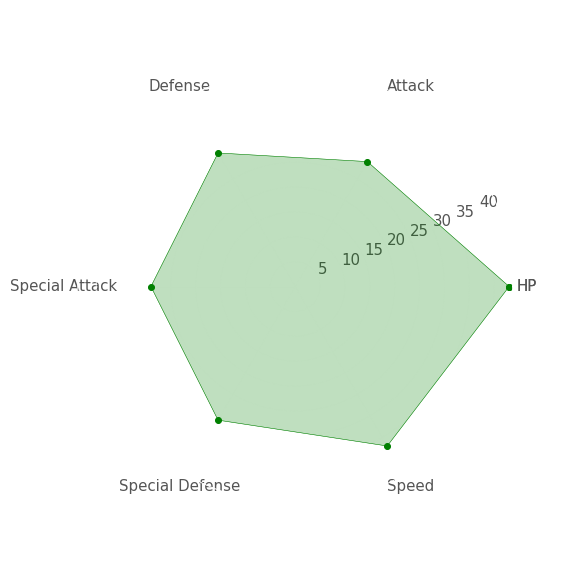 Defense
Attack
40
35
30
25
20
15
10
5
Special Attack
HP
Special Defense
Speed